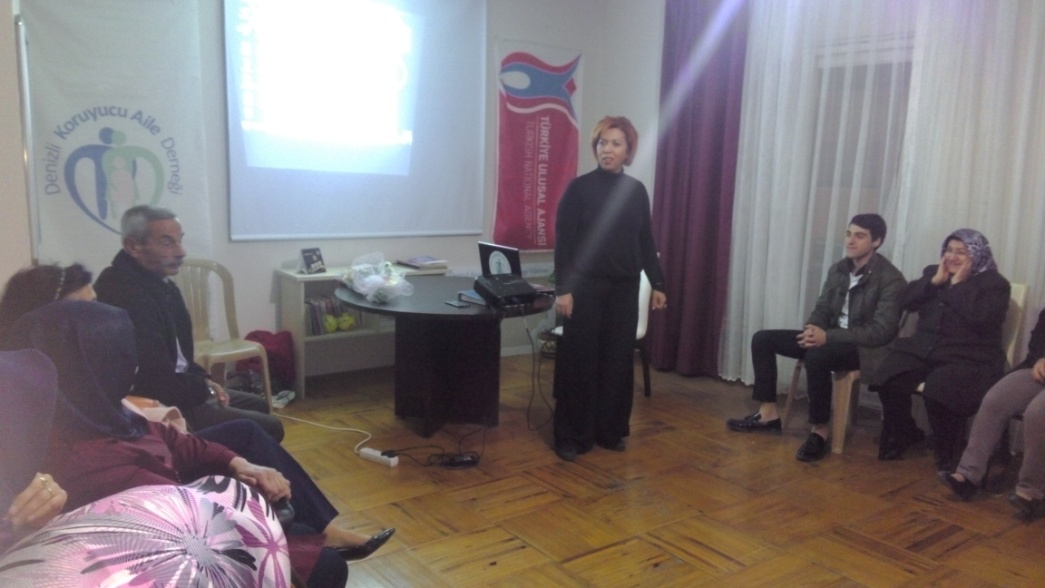 Denizli Koruyucu Aile Derneği
TÜRKİYE ULUSAL AJANSI
TURKISH NATIONAL AGENCY